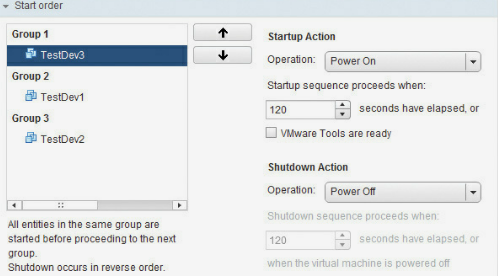 Start order
Group 1
TestDev3
Group 2
TestDev1
Group 3
TestDev2
All entities in the same group are
started before proceeding to the next
group.
Shutdown occurs in reverse order.
Startup Action
Operation: Power On
Startup sequence proceeds when:
120 seconds have elapsed, or
VMware Tools are ready
Shutdown Action
Operation: Power Off
Shutdown sequence proceeds when:
120 seconds have elapsed, or
when the virtual machine is powered off